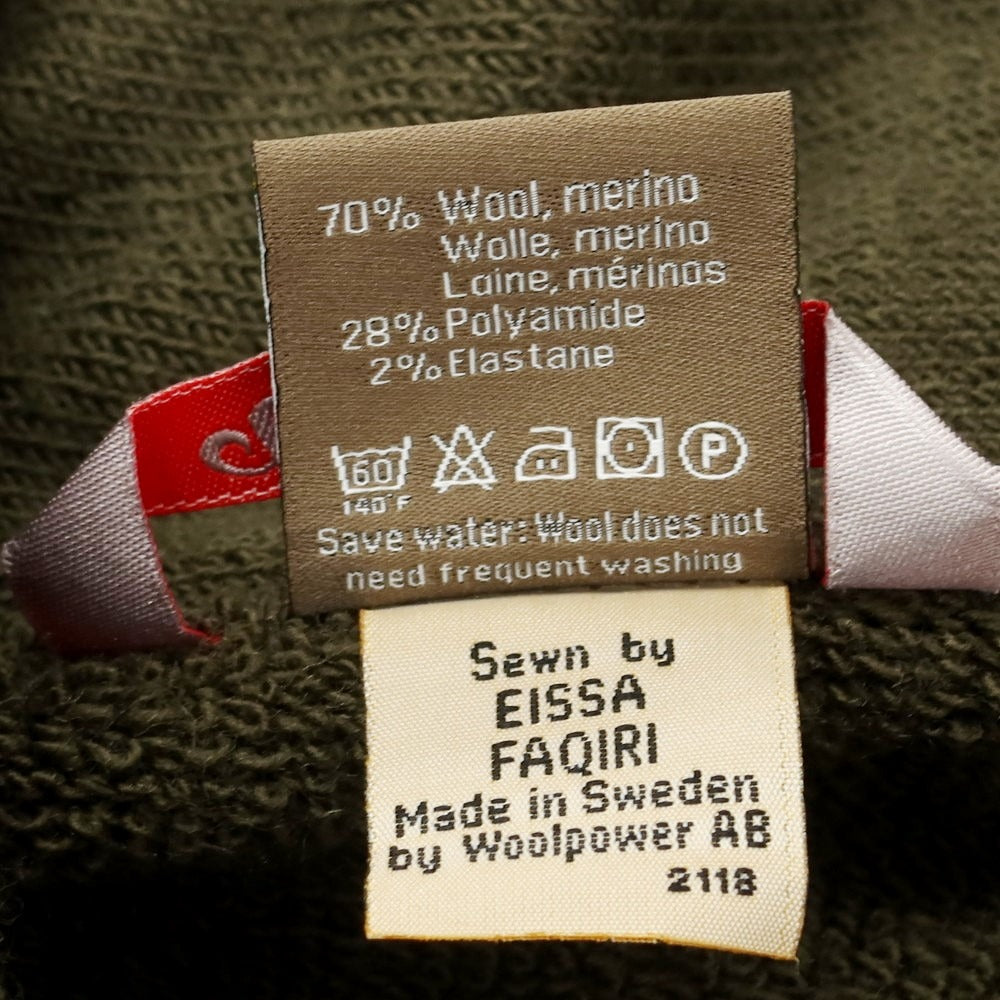 70% Wool, merino
Wolle, merino
Laine, mérinos
28% Polyamide
2% Elastane
60
140°F
P
Save water: Wool does not
need frequent washing
Sewn by
EISSA
FAQIRI
Made in Sweden
by Woolpower AB
2118